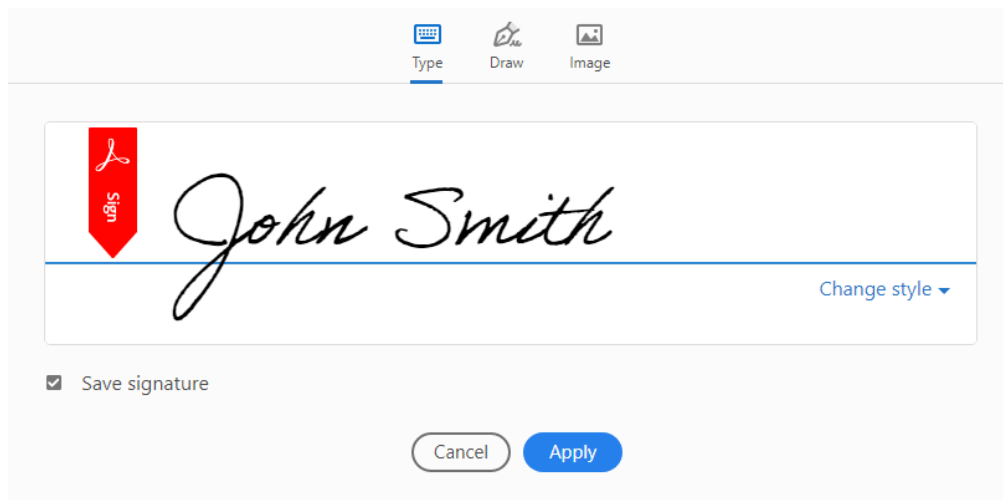 Type Draw Image
Sign
John Smith
Change style
Save signature
Cancel Apply